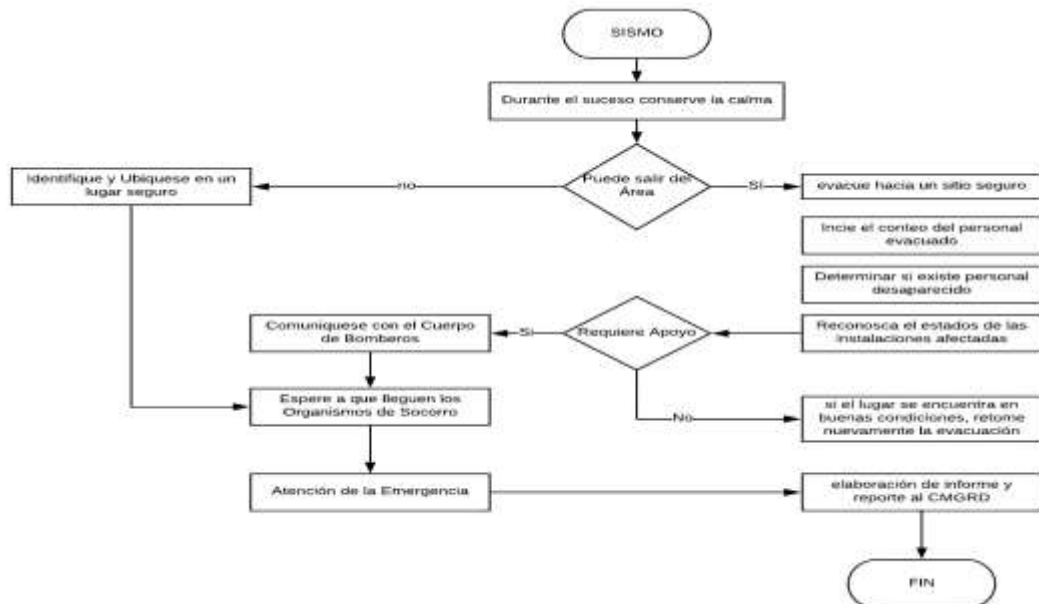 SISMO
Durante el suceso conserve la calma
Puede salir del
Área
no
Sí
Identifique y Ubiquese en un
lugar seguro
evacue hacia un sitio seguro
Incie el conteo del personal
evacuado
Determinar si existe personal
desaparecido
Reconosca el estados de las
instalaciones afectadas
Requiere Apoyo
Si
Comuniquese con el Cuerpo
de Bomberos
Espere a que lleguen los
Organismos de Socorro
No
si el lugar se encuentra en
buenas condiciones, retome
nuevamente la evacuación
Atención de la Emergencia
elaboración de informe y
reporte al CMGRD
FIN